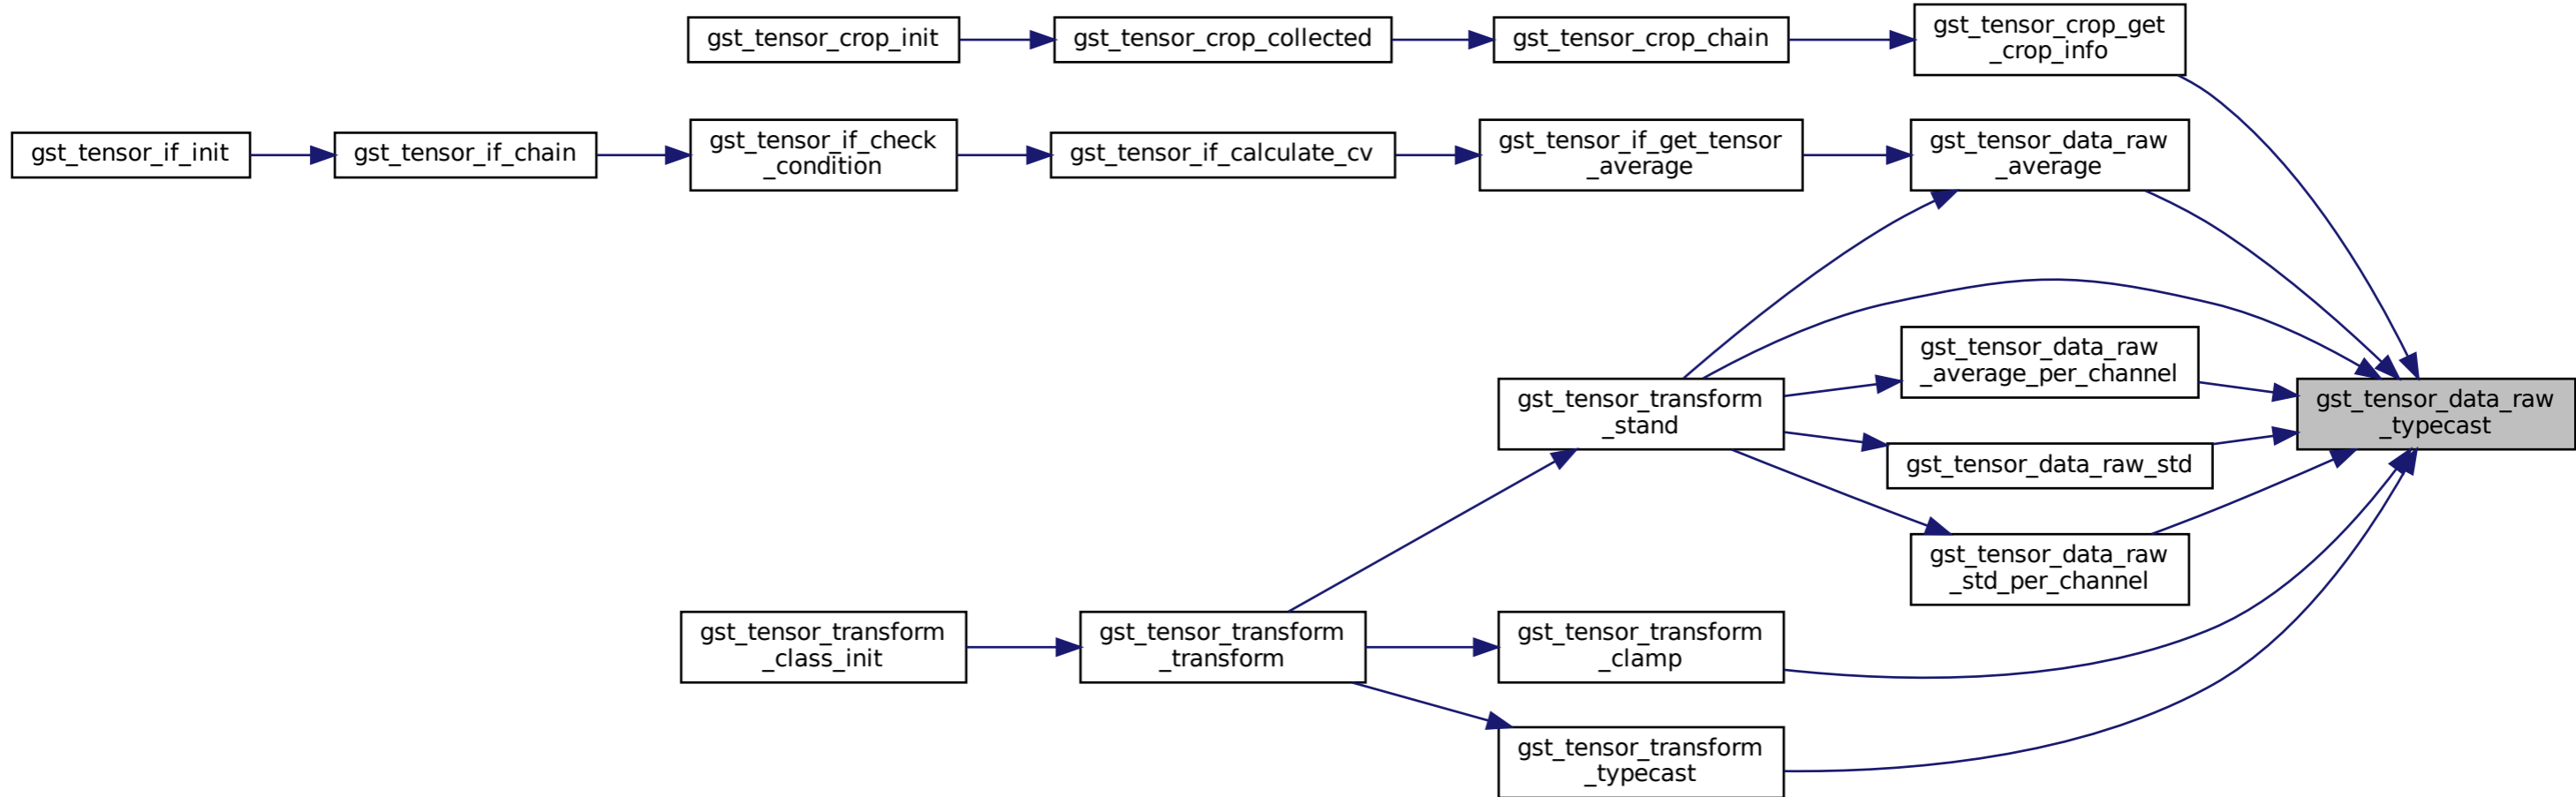 gst_tensor_crop_init
gst_tensor_crop_collected
gst_tensor_crop_chain
gst_tensor_crop_get
_crop_info
gst_tensor_if_init
gst_tensor_if_chain
gst_tensor_if_check
_condition
gst_tensor_if_calculate_cv
gst_tensor_if_get_tensor
_average
gst_tensor_data_raw
_average
gst_tensor_data_raw
_average_per_channel
gst_tensor_transform
_stand
gst_tensor_data_raw
_typecast
gst_tensor_data_raw_std
gst_tensor_data_raw
_std_per_channel
gst_tensor_transform
_class_init
gst_tensor_transform
_transform
gst_tensor_transform
_clamp
gst_tensor_transform
_typecast